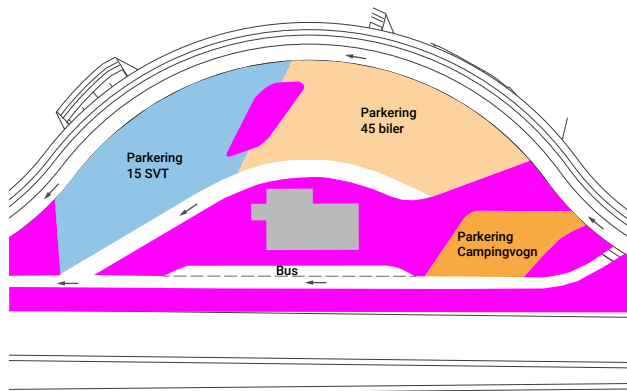 Parkering
45 biler
Parkering
15 SVT
Parkering
Campingvogn
Bus